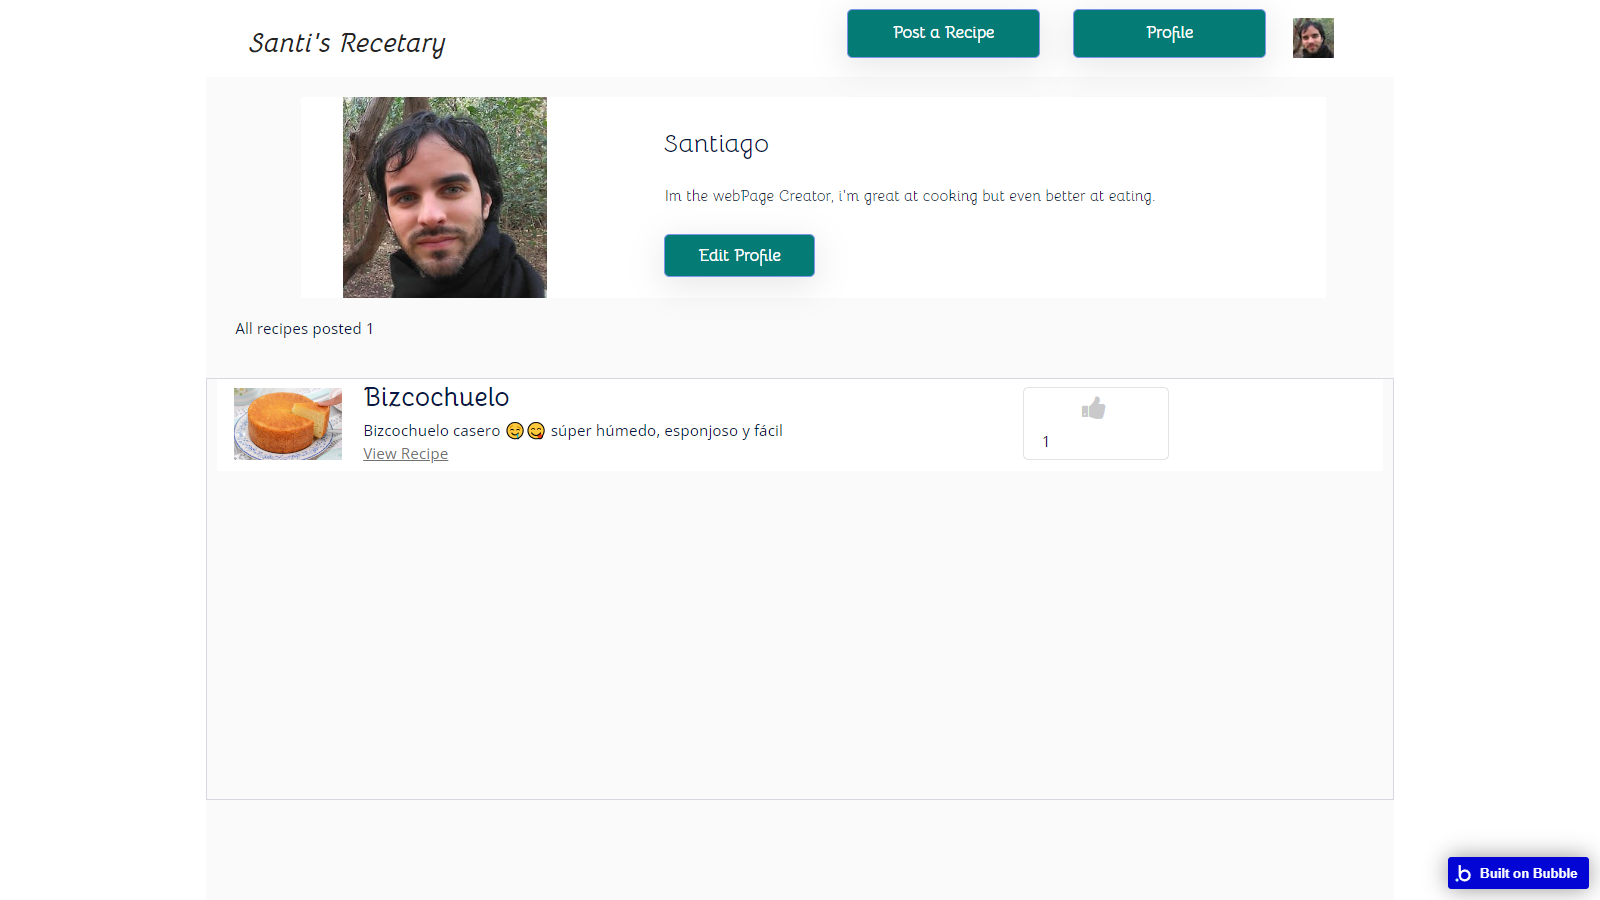 Santi's Recetary
Post a Recipe
Profile
Santiago
Im the webPage Creator, i'm great at cooking but even better at eating.
Edit Profile
All recipes posted 1
Bizcochuelo
Bizcochuelo casero 😊😋 súper húmedo, esponjoso y fácil
View Recipe
1
Built on Bubble